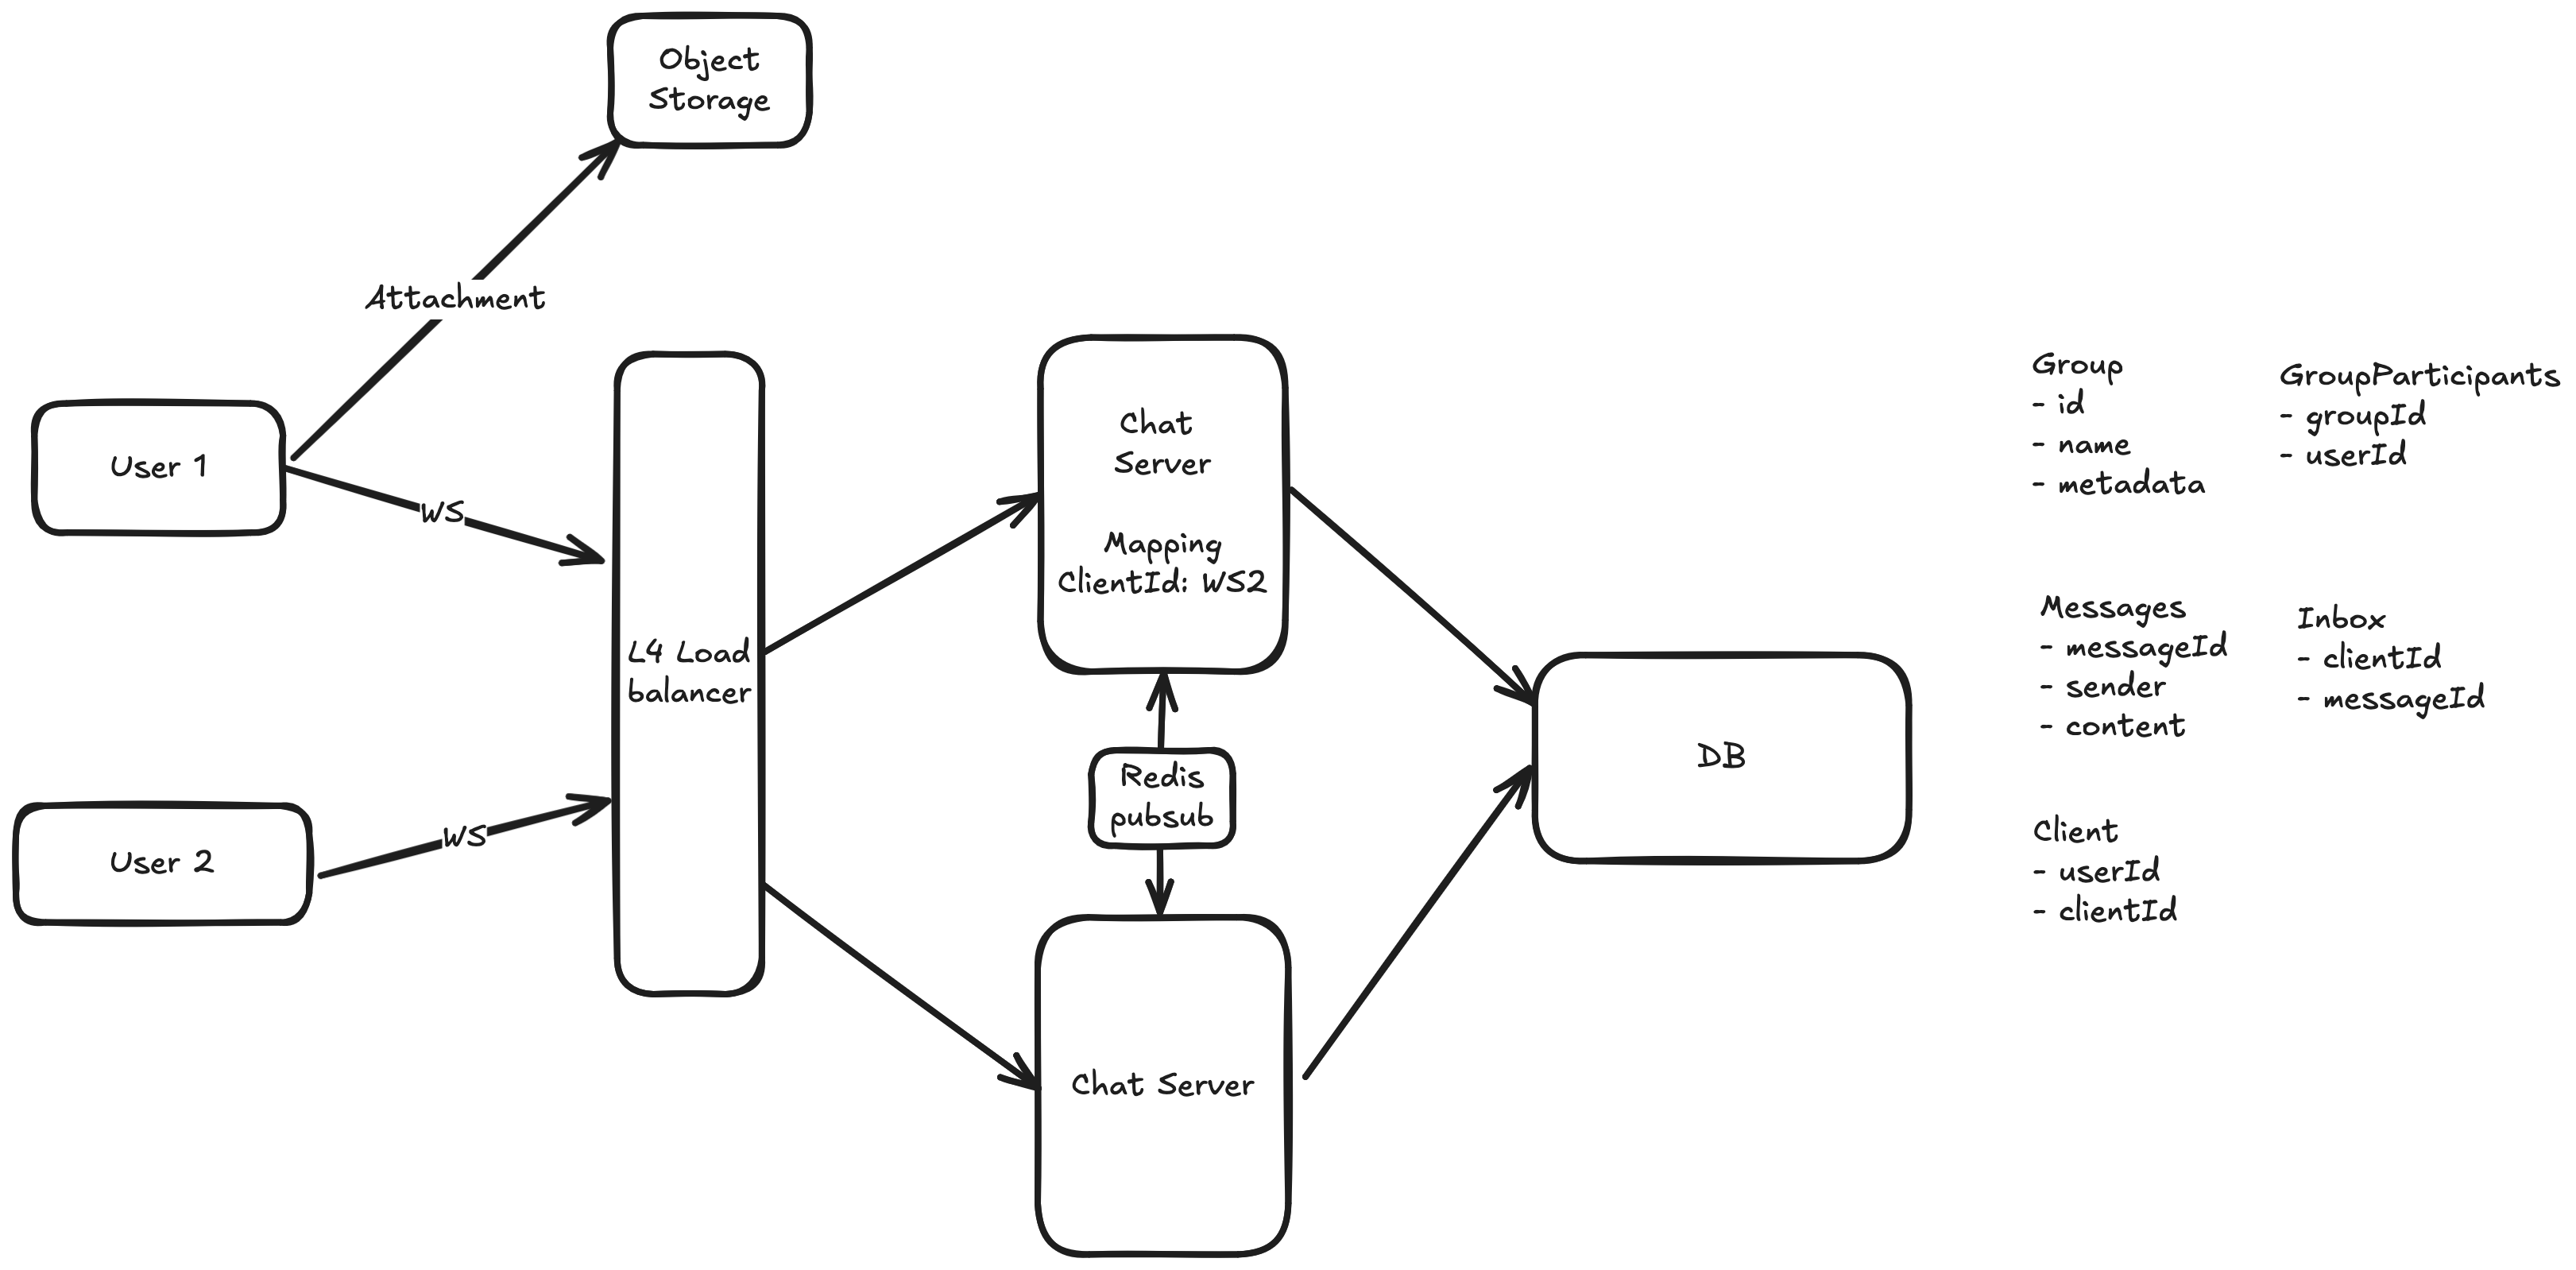 Object
Storage
Attachment
User 1
WS
User 2
WS
L4 Load
balancer
Chat
Server
Mapping
ClientId: WS2
Redis
pubsub
Chat Server
DB
Group
- id
- name
- metadata
GroupParticipants
- groupId
- userId
Messages
- messageId
- sender
- content
Inbox
- clientId
- messageId
Client
- userId
- clientId